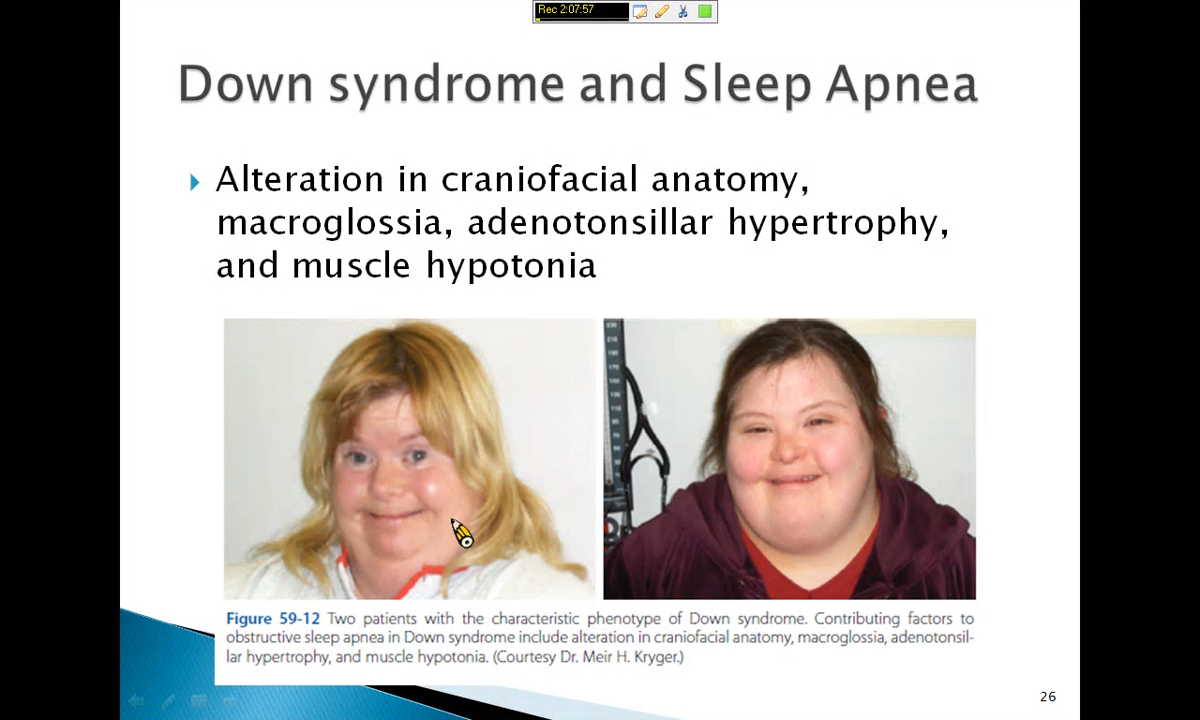 Rec 2:07:57
Down syndrome and Sleep Apnea
Alteration in craniofacial anatomy,
macroglossia, adenotonsillar hypertrophy,
and muscle hypotonia
Figure 59-12 Two patients with the characteristic phenotype of Down syndrome. Contributing factors to
obstructive sleep apnea in Down syndrome include alteration in craniofacial anatomy, macroglossia, adenotonsil-
lar hypertrophy, and muscle hypotonia. (Courtesy Dr. Meir H. Kryger.)
26